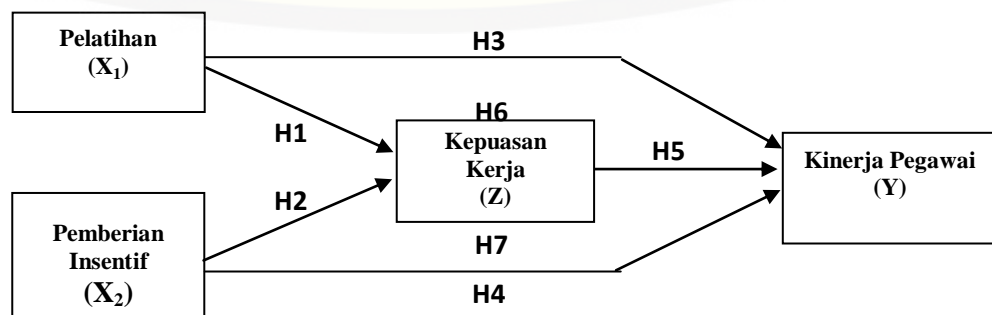 Pelatihan
(X₁)
H3
H1
H6
Kepuasan
Kerja
(Z)
H5
Kinerja Pegawai
(Y)
H2
Pemberian
Insentif
(X₂)
H7
H4